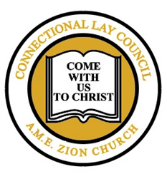 CONNECTIONAL LAY COUNCIL
COME
WITH
US
TO CHRIST
A.M.E. ZION CHURCH